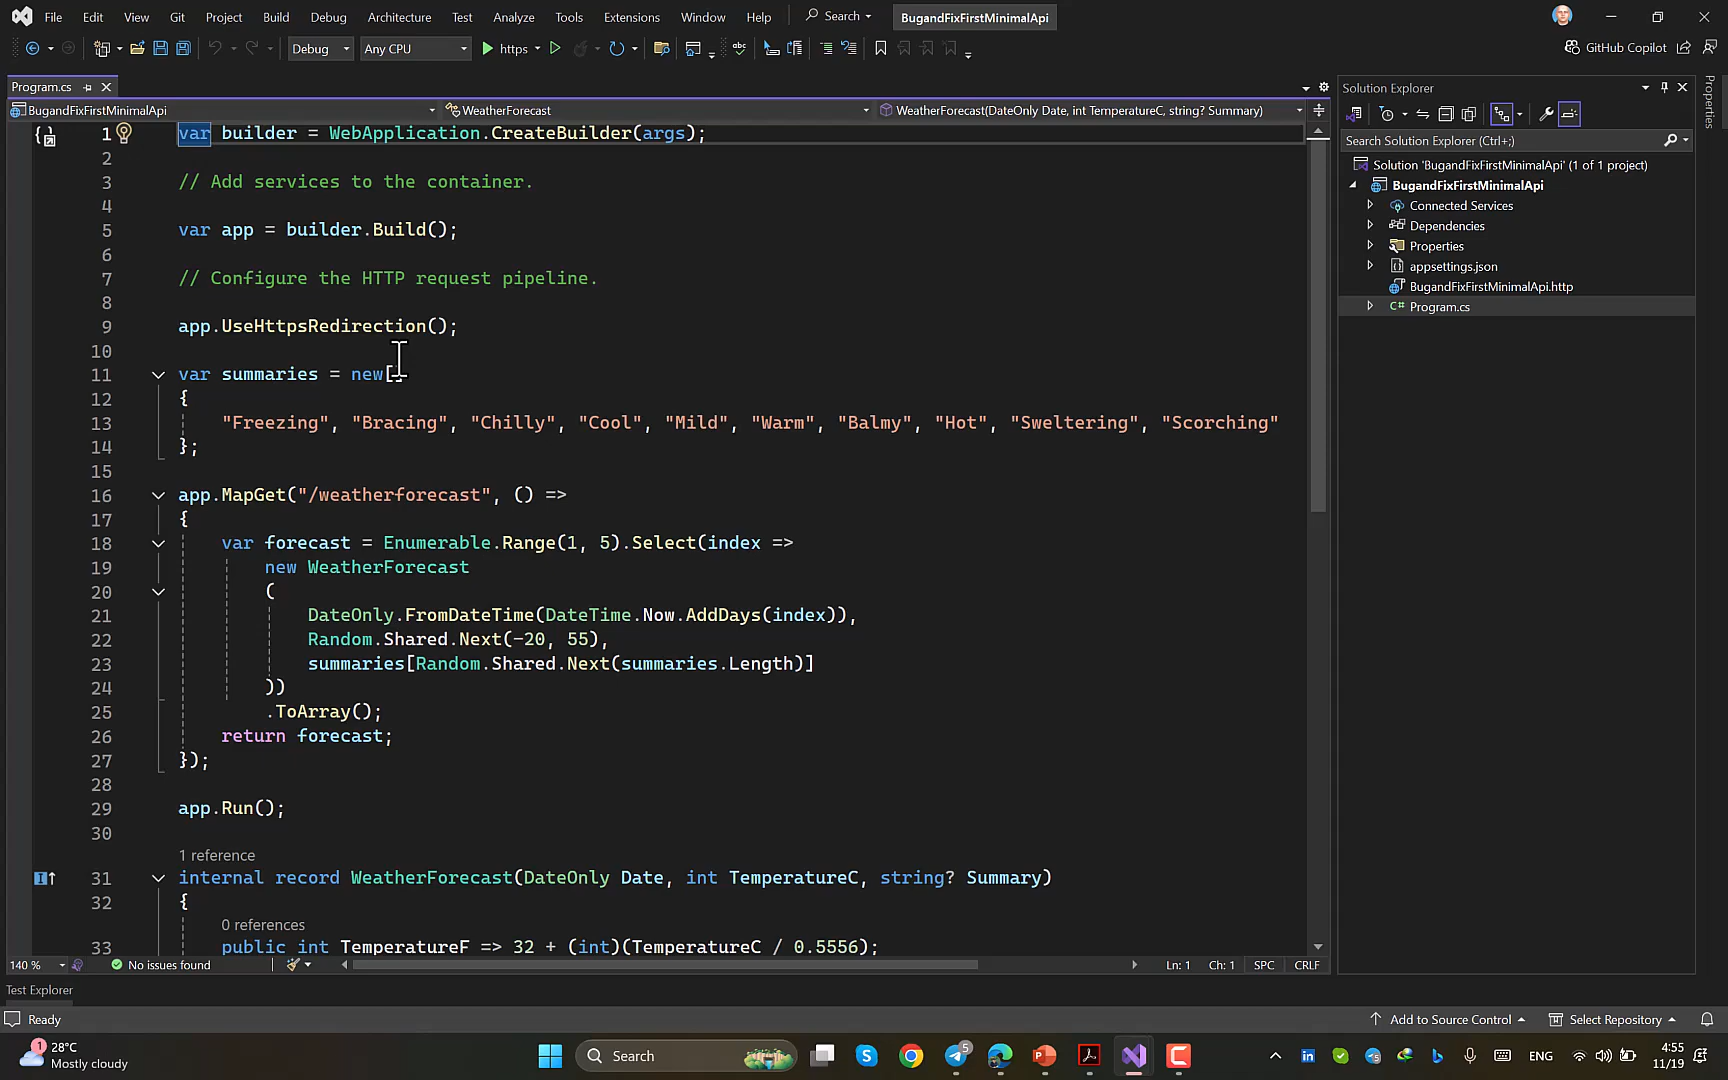 File Edit View Git Project Build Debug Architecture Test Analyze Tools Extensions Window Help Search BugandFixFirstMinimalApi
Debug Any CPU https GitHub Copilot
Program.cs
BugandFixFirstMinimalApi WeatherForecast WeatherForecast(DateOnly Date, int TemperatureC, string? Summary)
1 var builder = WebApplication.CreateBuilder(args);
2
3 // Add services to the container.
4
5 var app = builder.Build();
6
7 // Configure the HTTP request pipeline.
8
9 app.UseHttpsRedirection();
10
11 var summaries = new[]
12 {
13 "Freezing", "Bracing", "Chilly", "Cool", "Mild", "Warm", "Balmy", "Hot", "Sweltering", "Scorching"
14 };
15
16 app.MapGet("/weatherforecast", () =>
17 {
18 var forecast = Enumerable.Range(1, 5).Select(index =>
19 new WeatherForecast
20 (
21 DateOnly.FromDateTime(DateTime.Now.AddDays(index)),
22 Random.Shared.Next(-20, 55),
23 summaries[Random.Shared.Next(summaries.Length)]
24 ))
25 .ToArray();
26 return forecast;
27 });
28
29 app.Run();
30
1 reference
31 internal record WeatherForecast(DateOnly Date, int TemperatureC, string? Summary)
32 {
0 references
33 public int TemperatureF => 32 + (int)(TemperatureC / 0.5556);
140 % No issues found Ln: 1 Ch: 1 SPC CRLF
Test Explorer
Solution Explorer
Search Solution Explorer (Ctrl+;)
Solution 'BugandFixFirstMinimalApi' (1 of 1 project)
BugandFixFirstMinimalApi
Connected Services
Dependencies
Properties
appsettings.json
BugandFixFirstMinimalApi.http
C# Program.cs
Properties
Ready Add to Source Control Select Repository
1 28°C
Mostly cloudy
Search
5
ENG
4:55
11/19